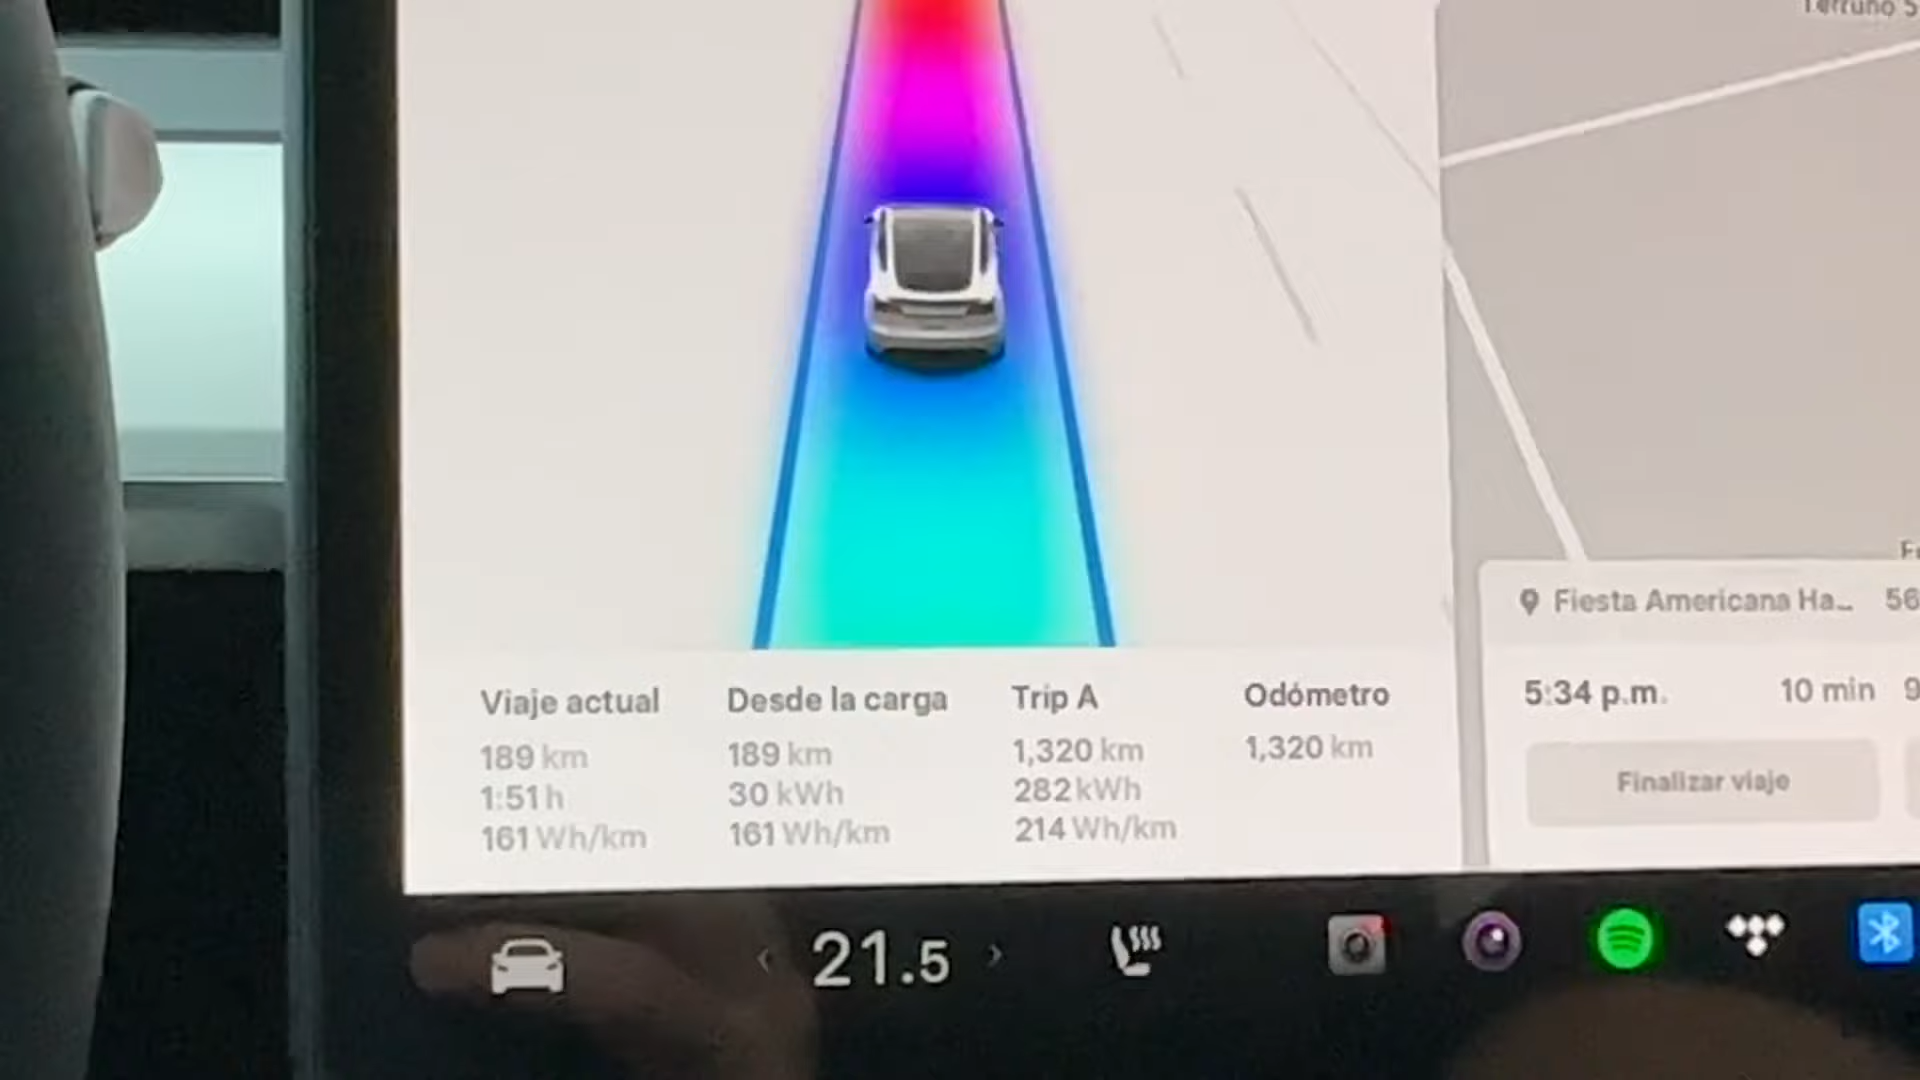 Viaje actual
189 km
1:51 h
161 Wh/km
Desde la carga
189 km
30 kWh
161 Wh/km
Trip A
1,320 km
282 kWh
214 Wh/km
Odómetro
1,320 km
Fiesta Americana Ha...
56
5:34 p.m.
10 min
9
Finalizar viaje
21.5